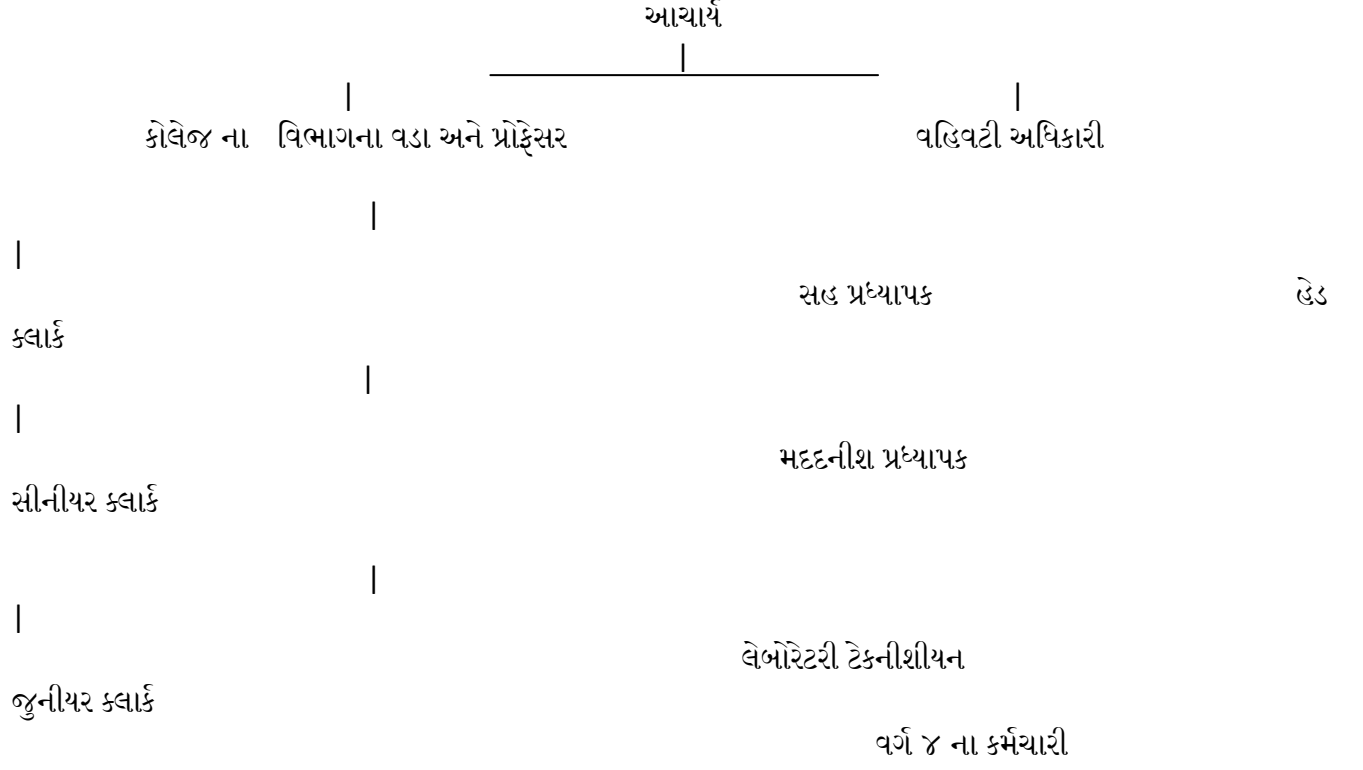 આચાર્ય
|
|                    |
કોલેજ ના વિભાગના વડા અને પ્રોફેસર                    વહિવટી અધિકારી
|
|
સહ પ્રધ્યાપક                    હેડ
ક્લાર્ક
|
|
મદદનીશ પ્રધ્યાપક
સીનીયર ક્લાર્ક
|
|
લેબોરેટરી ટેકનીશીયન
જુનીયર ક્લાર્ક
વર્ગ ૪ ના કર્મચારી